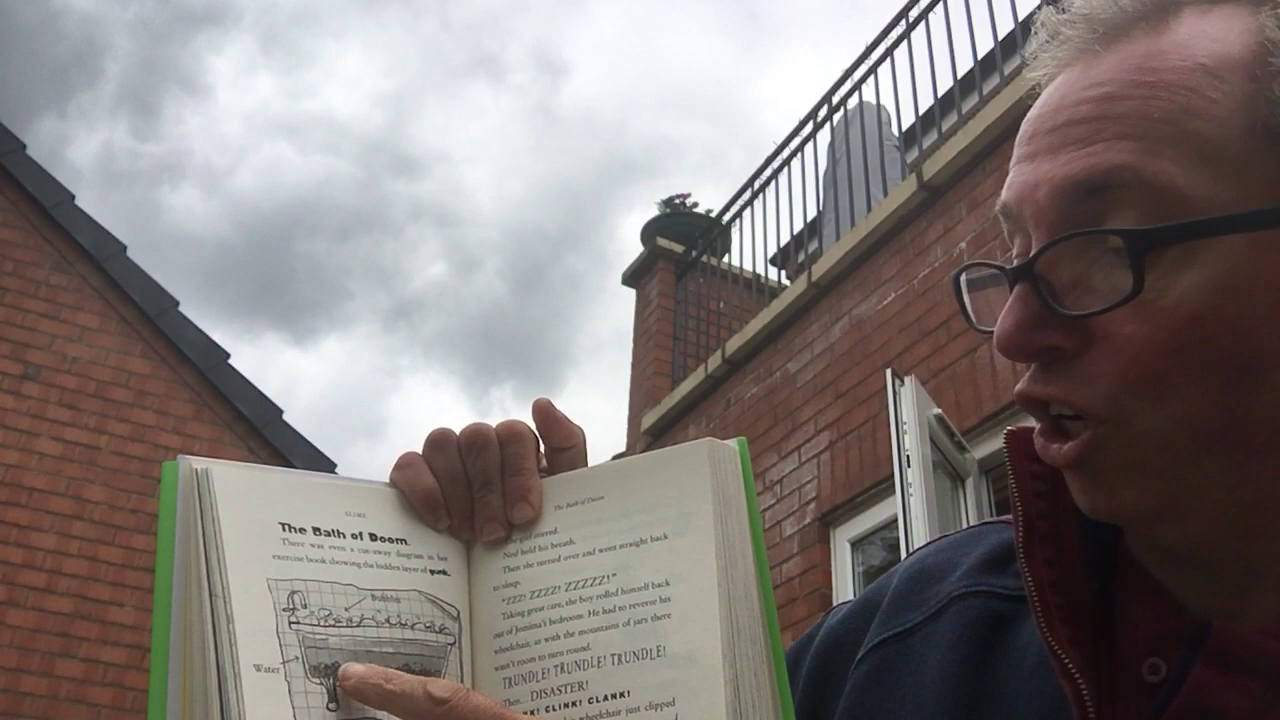 SLIME
The Bath of Doom.
There was even a cut-away diagram in her
exercise book showing the hidden layer of gunk.
Bubbles
Water
The Bath of Doom
girl stirred.
Ned held his breath.
Then she turned over and went straight back
to sleep.
"ZZZ! ZZZZ! ZZZZZ!"
Taking great care, the boy rolled himself back
out of Jemima's bedroom. He had to reverse his
wheelchair, as with the mountains of jars there
wasn't room to turn round.
TRUNDLE! TRUNDLE! TRUNDLE!
Then... DISASTER!
CLINK! CLANK!
wheelchair just clipped